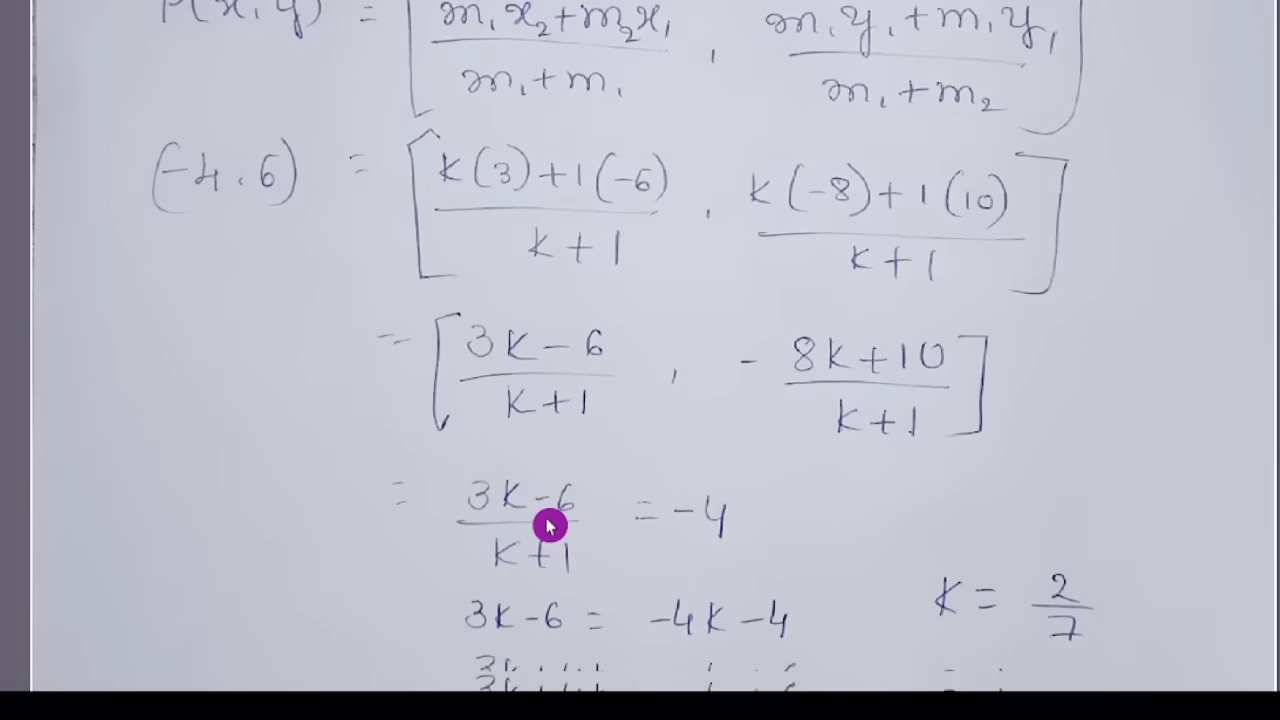 P(x,y) = [ m₁x₂+m₂x₁ / m₁+m₁ , m₁y₁+m₁y₁ / m₁+m₂ ]
(-4.6) = [ k(3)+1(-6) / k+1 , k(-8)+1(10) / k+1 ]
= [ 3k-6 / k+1 , - 8k+10 / k+1 ]
= 3k-6 / k+1 = -4
3k-6 = -4k-4
k = 2/7